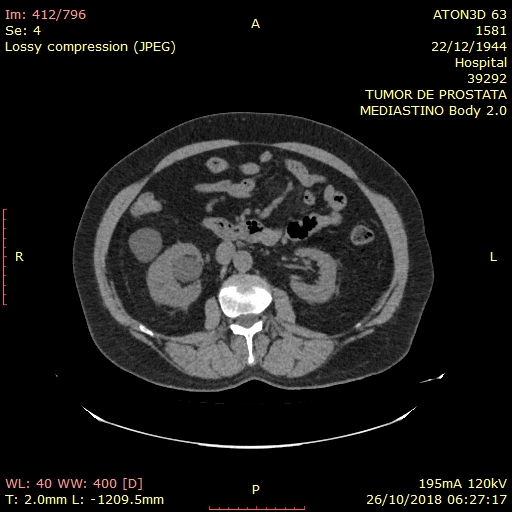 Im: 412/796
Se: 4
Lossy compression (JPEG)
A
ATON3D 63
1581
22/12/1944
Hospital
39292
TUMOR DE PROSTATA
MEDIASTINO Body 2.0
R
L
WL: 40 WW: 400 [D]
T: 2.0mm L: -1209.5mm
P
195mA 120kV
26/10/2018 06:27:17